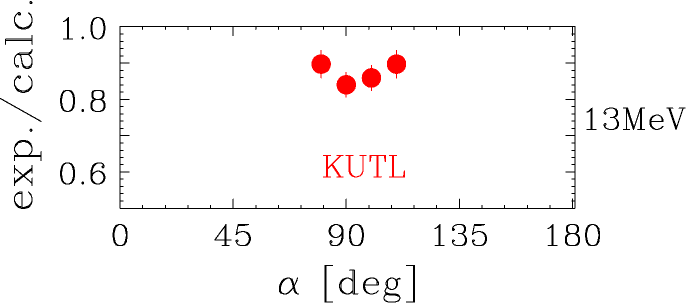 exp./calc.
1.0
0.8
0.6
KUTL
13MeV
0 45 90 135 180
α [deg]